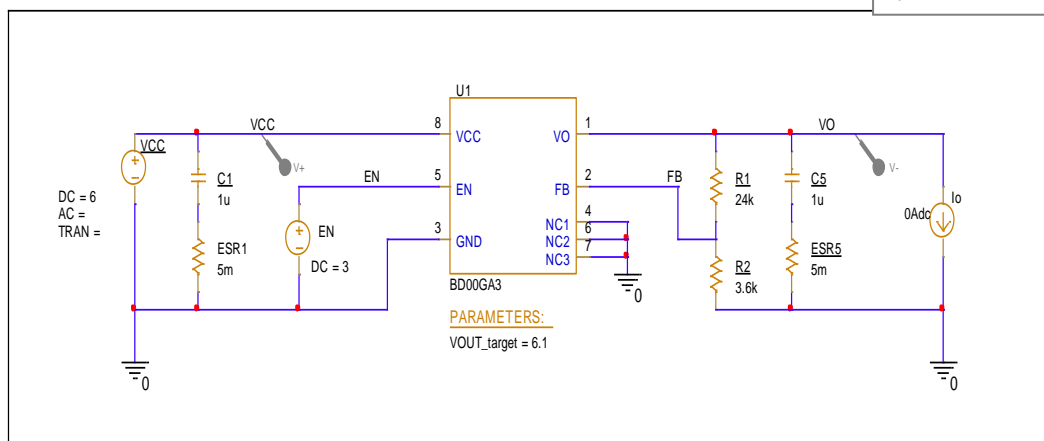 U1
VCC
8
VCC
VO
1
VO
VCC
V+
C1
1u
EN
5
EN
FB
2
FB
R1
24k
C5
1u
V-
Io
0Adc
DC = 6
AC =
TRAN =
EN
DC = 3
ESR1
5m
3
GND
NC1
4
NC2
6
NC3
7
R2
3.6k
ESR5
5m
BD00GA3
0
PARAMETERS:
VOUT_target = 6.1
0
0